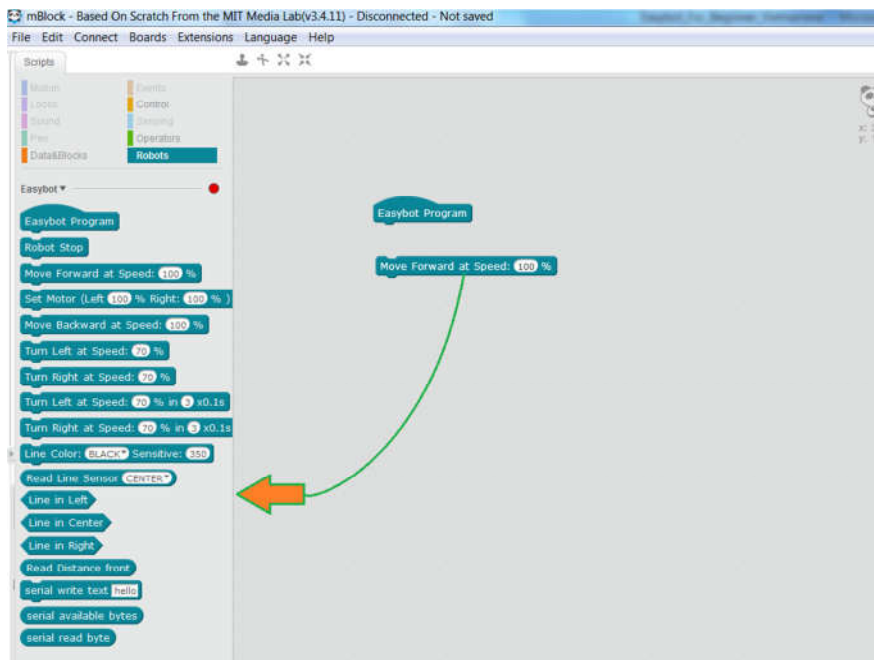 mBlock - Based On Scratch From the MIT Media Lab(v3.4.11) - Disconnected - Not saved
File Edit Connect Boards Extensions Language Help
Scripts
Motion Events
Looks Control
Sound Sensing
Pen Operators
Data&Blocks Robots
Easybot
Easybot Program
Robot Stop
Move Forward at Speed: 100 %
Set Motor (Left 100 % Right: 100 % )
Move Backward at Speed: 100 %
Turn Left at Speed: 70 %
Turn Right at Speed: 70 %
Turn Left at Speed: 70 % in 3 x0.1s
Turn Right at Speed: 70 % in 3 x0.1s
Line Color: BLACK Sensitive: 350
Read Line Sensor CENTER
Line in Left
Line in Center
Line in Right
Read Distance front
serial write text hello
serial available bytes
serial read byte
Easybot Program
Move Forward at Speed: 100 %
x:
y: